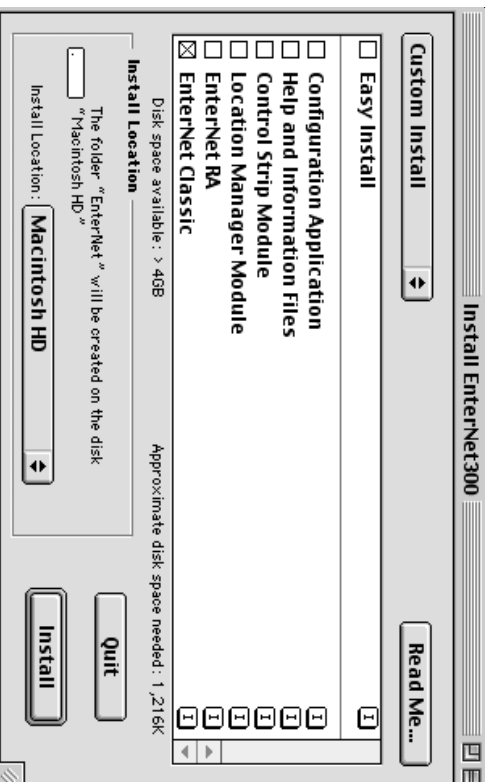 Install EnterNet300
Custom Install
Read Me...
Easy Install
Configuration Application
Help and Information Files
Control Strip Module
Location Manager Module
EnterNet RA
EnterNet Classic
Disk space available: > 4GB
Approximate disk space needed: 1,216K
Install Location
The folder "EnterNet" will be created on the disk
"Macintosh HD"
Install Location:
Macintosh HD
Quit
Install